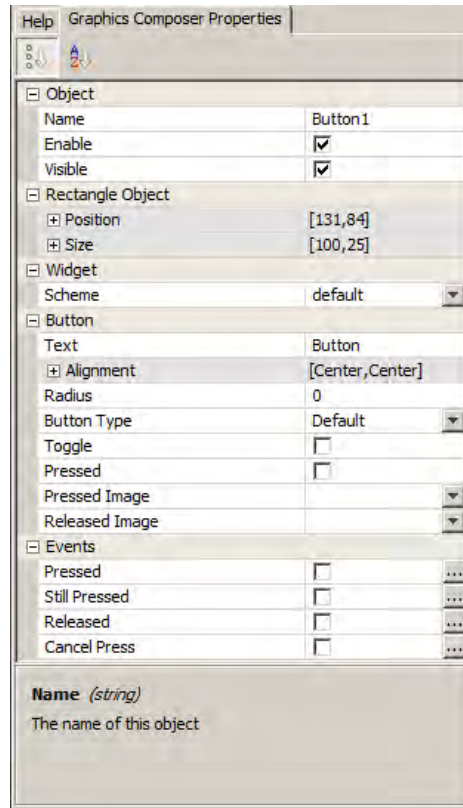 Help Graphics Composer Properties
Object
Name Button1
Enable
Visible
Rectangle Object
Position [131,84]
Size [100,25]
Widget
Scheme default
Button
Text Button
Alignment [Center,Center]
Radius 0
Button Type Default
Toggle
Pressed
Pressed Image
Released Image
Events
Pressed ...
Still Pressed ...
Released ...
Cancel Press ...
Name (string)
The name of this object